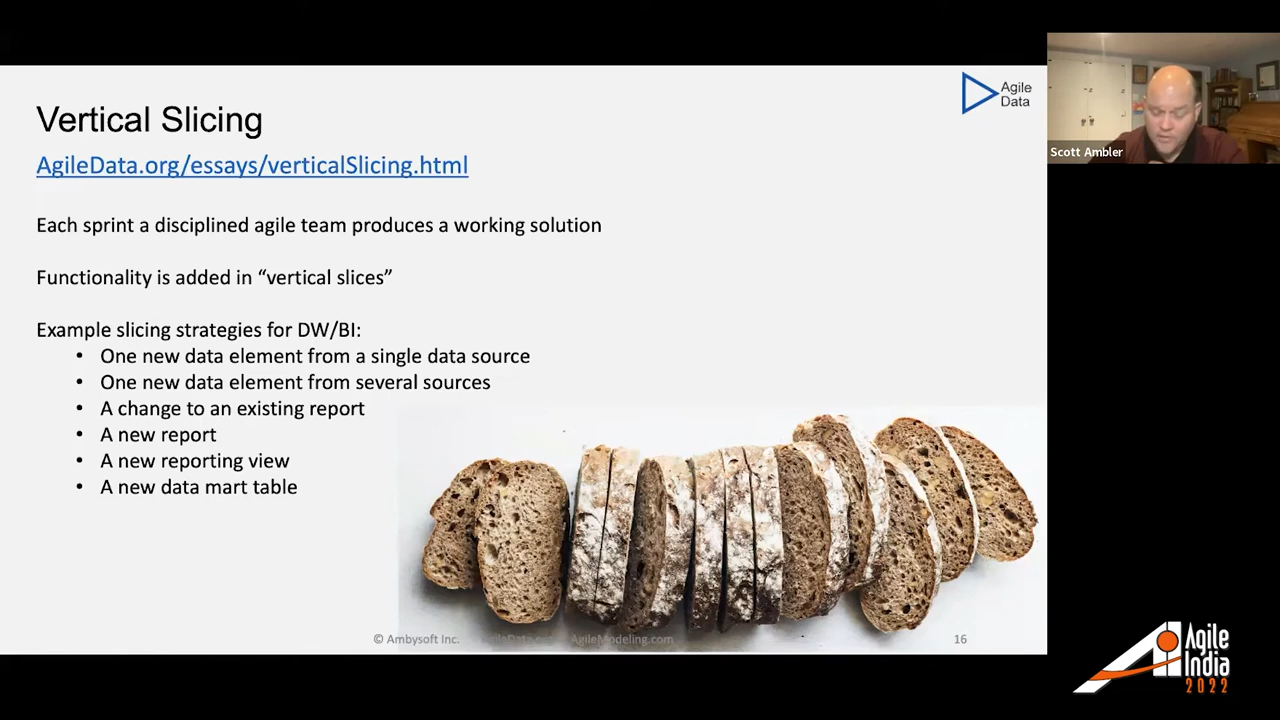 Vertical Slicing
AgileData.org/essays/verticalSlicing.html
Each sprint a disciplined agile team produces a working solution
Functionality is added in “vertical slices”
Example slicing strategies for DW/BI:
• One new data element from a single data source
• One new data element from several sources
• A change to an existing report
• A new report
• A new reporting view
• A new data mart table
© Ambysoft Inc.
AgileModeling.com
16
Agile
Data
Scott Ambler
Agile
India
2022